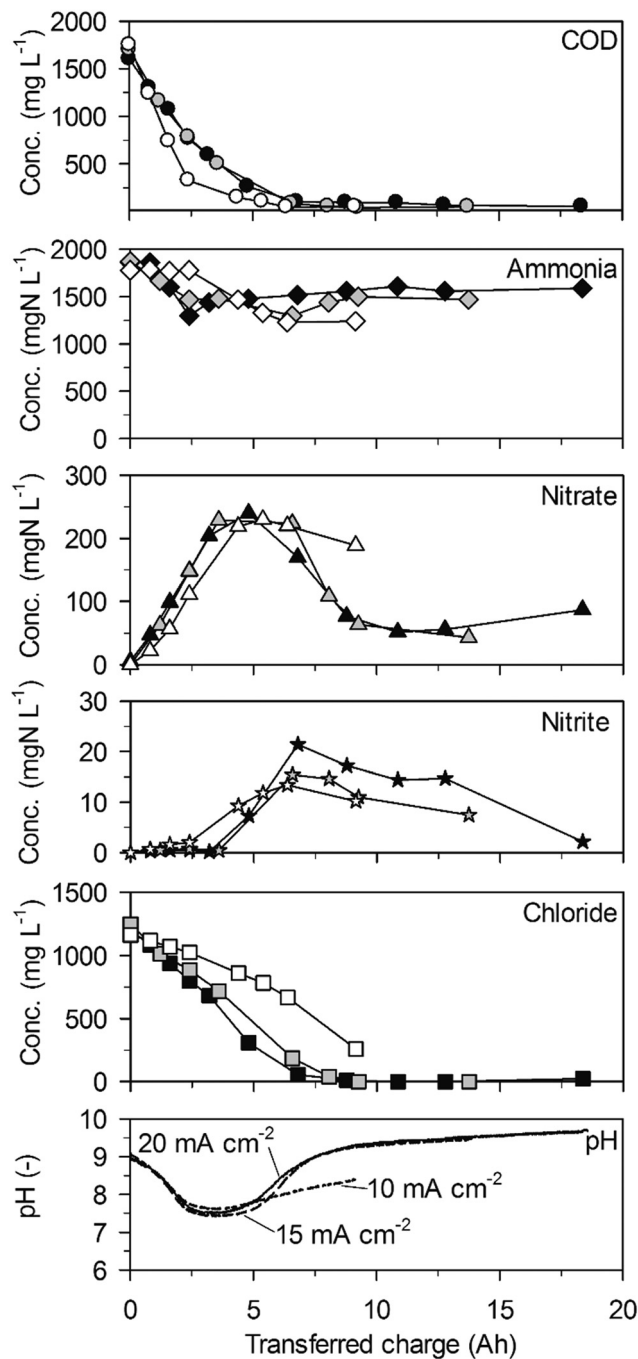 COD
2000
1500
1000
500
Conc. (mg L⁻¹)
Ammonia
2000
1500
1000
500
0
Conc. (mgN L⁻¹)
Nitrate
300
200
100
0
Conc. (mgN L⁻¹)
Nitrite
30
20
10
0
Conc. (mgN L⁻¹)
Chloride
1500
1000
500
0
Conc. (mg L⁻¹)
pH
10
9
8
7
6
pH (-)
20 mA cm⁻²
10 mA cm⁻²
15 mA cm⁻²
0 5 10 15 20
Transferred charge (Ah)